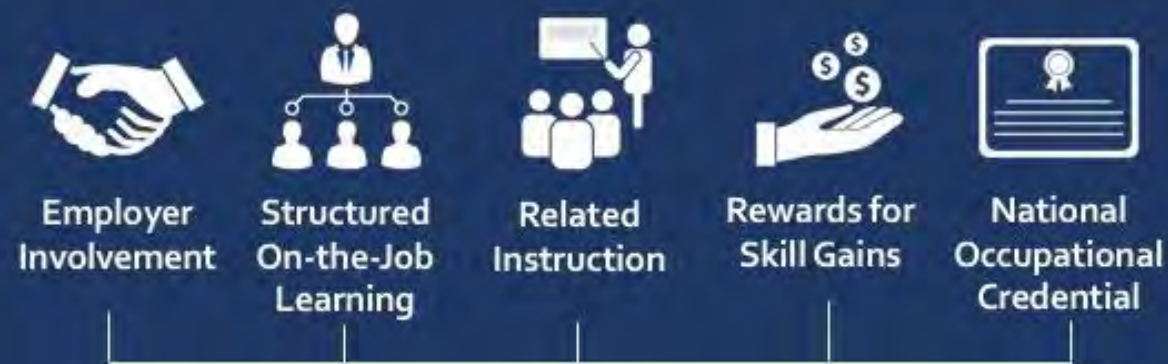 Employer
Involvement
Structured
On-the-Job
Learning
Related
Instruction
Rewards for
Skill Gains
National
Occupational
Credential